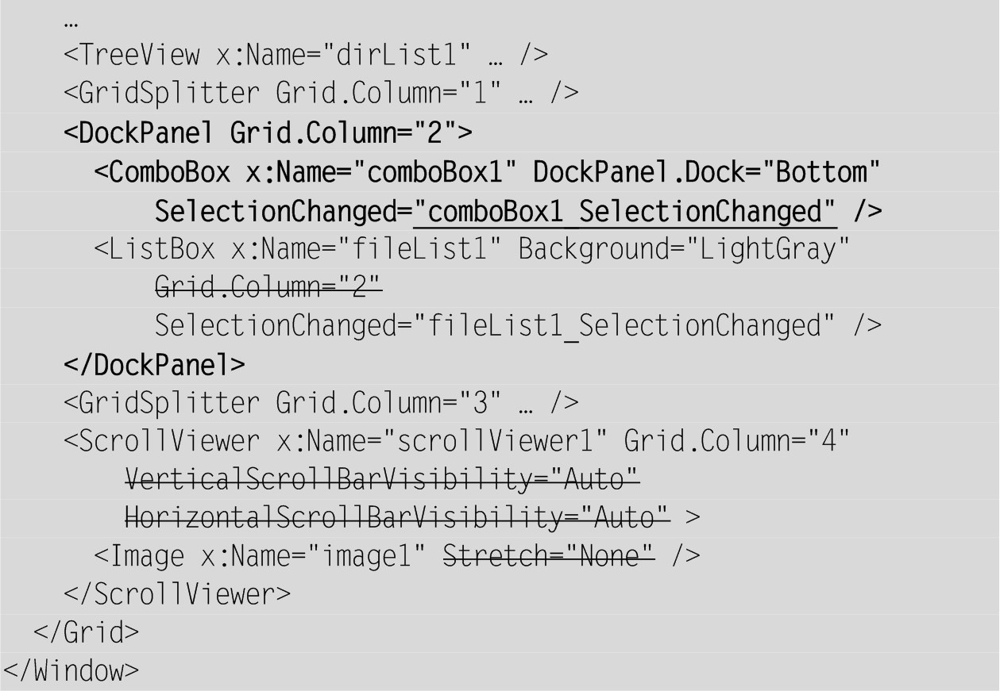 …
<TreeView x:Name="dirList1" … />
<GridSplitter Grid.Column="1" … />
<DockPanel Grid.Column="2">
<ComboBox x:Name="comboBox1" DockPanel.Dock="Bottom"
SelectionChanged="comboBox1_SelectionChanged" />
<ListBox x:Name="fileList1" Background="LightGray"
Grid.Column="2"
SelectionChanged="fileList1_SelectionChanged" />
</DockPanel>
<GridSplitter Grid.Column="3" … />
<ScrollViewer x:Name="scrollViewer1" Grid.Column="4"
VerticalScrollBarVisibility="Auto"
HorizontalScrollBarVisibility="Auto" >
<Image x:Name="image1" Stretch="None" />
</ScrollViewer>
</Grid>
</Window>